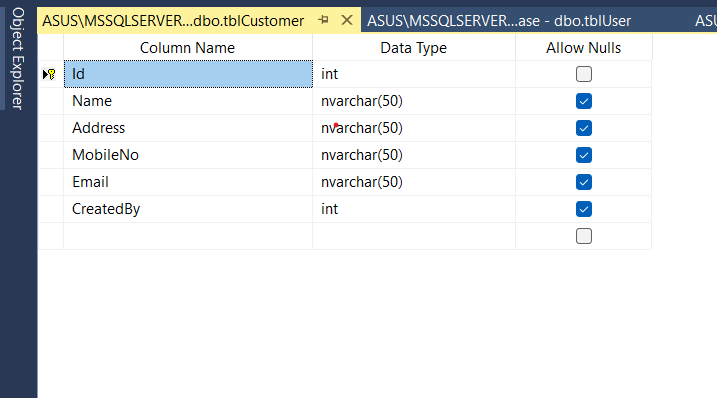 Object Explorer
ASUS\MSSQLSERVER...dbo.tblCustomer ASUS\MSSQLSERVER...ase - dbo.tblUser ASUS
Column Name Data Type Allow Nulls
Id int
Name nvarchar(50)
Address nvarchar(50)
MobileNo nvarchar(50)
Email nvarchar(50)
CreatedBy int